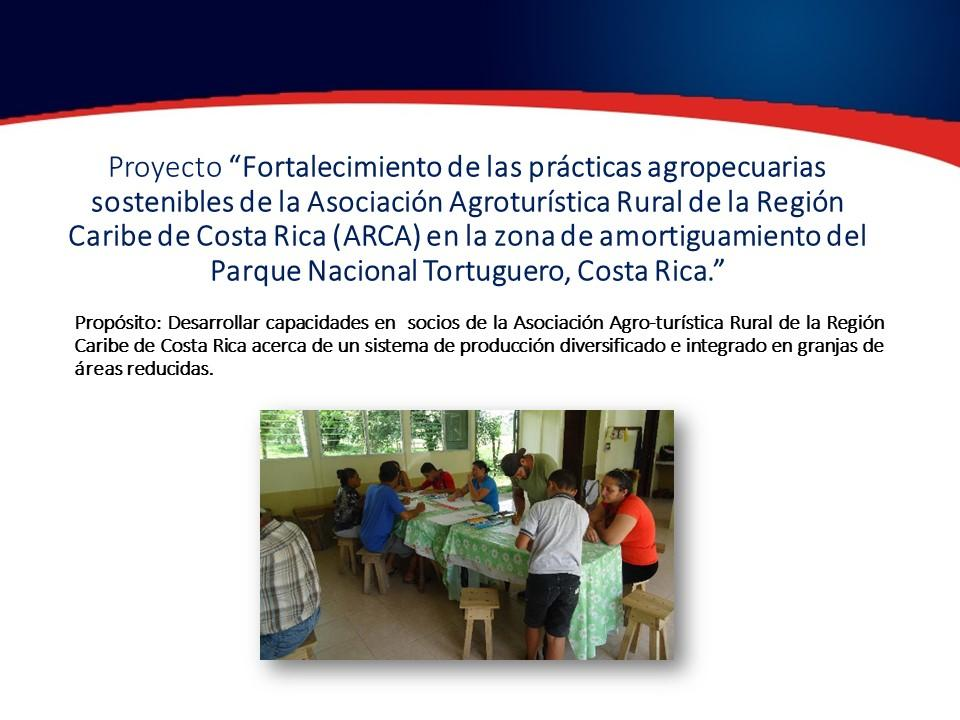 Proyecto “Fortalecimiento de las prácticas agropecuarias
sostenibles de la Asociación Agroturística Rural de la Región
Caribe de Costa Rica (ARCA) en la zona de amortiguamiento del
Parque Nacional Tortuguero, Costa Rica.”
Propósito: Desarrollar capacidades en  socios de la Asociación Agro-turística Rural de la Región
Caribe de Costa Rica acerca de un sistema de producción diversificado e integrado en granjas de
áreas reducidas.